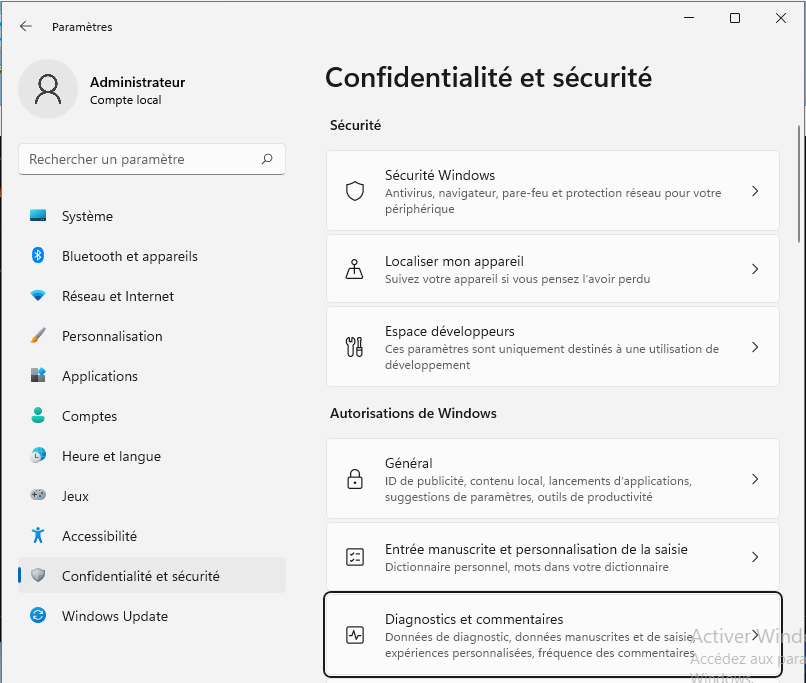 Paramètres
Administrateur
Compte local
Rechercher un paramètre
Système
Bluetooth et appareils
Réseau et Internet
Personnalisation
Applications
Comptes
Heure et langue
Jeux
Accessibilité
Confidentialité et sécurité
Windows Update
Confidentialité et sécurité
Sécurité
Sécurité Windows
Antivirus, navigateur, pare-feu et protection réseau pour votre
périphérique
Localiser mon appareil
Suivez votre appareil si vous pensez l'avoir perdu
Espace développeurs
Ces paramètres sont uniquement destinés à une utilisation de
développement
Autorisations de Windows
Général
ID de publicité, contenu local, lancements d'applications,
suggestions de paramètres, outils de productivité
Entrée manuscrite et personnalisation de la saisie
Dictionnaire personnel, mots dans votre dictionnaire
Diagnostics et commentaires
Données de diagnostic, données manuscrites et de saisie,
expériences personnalisées, fréquence des commentaires
Activer Wind
Accédez aux para
Windows.